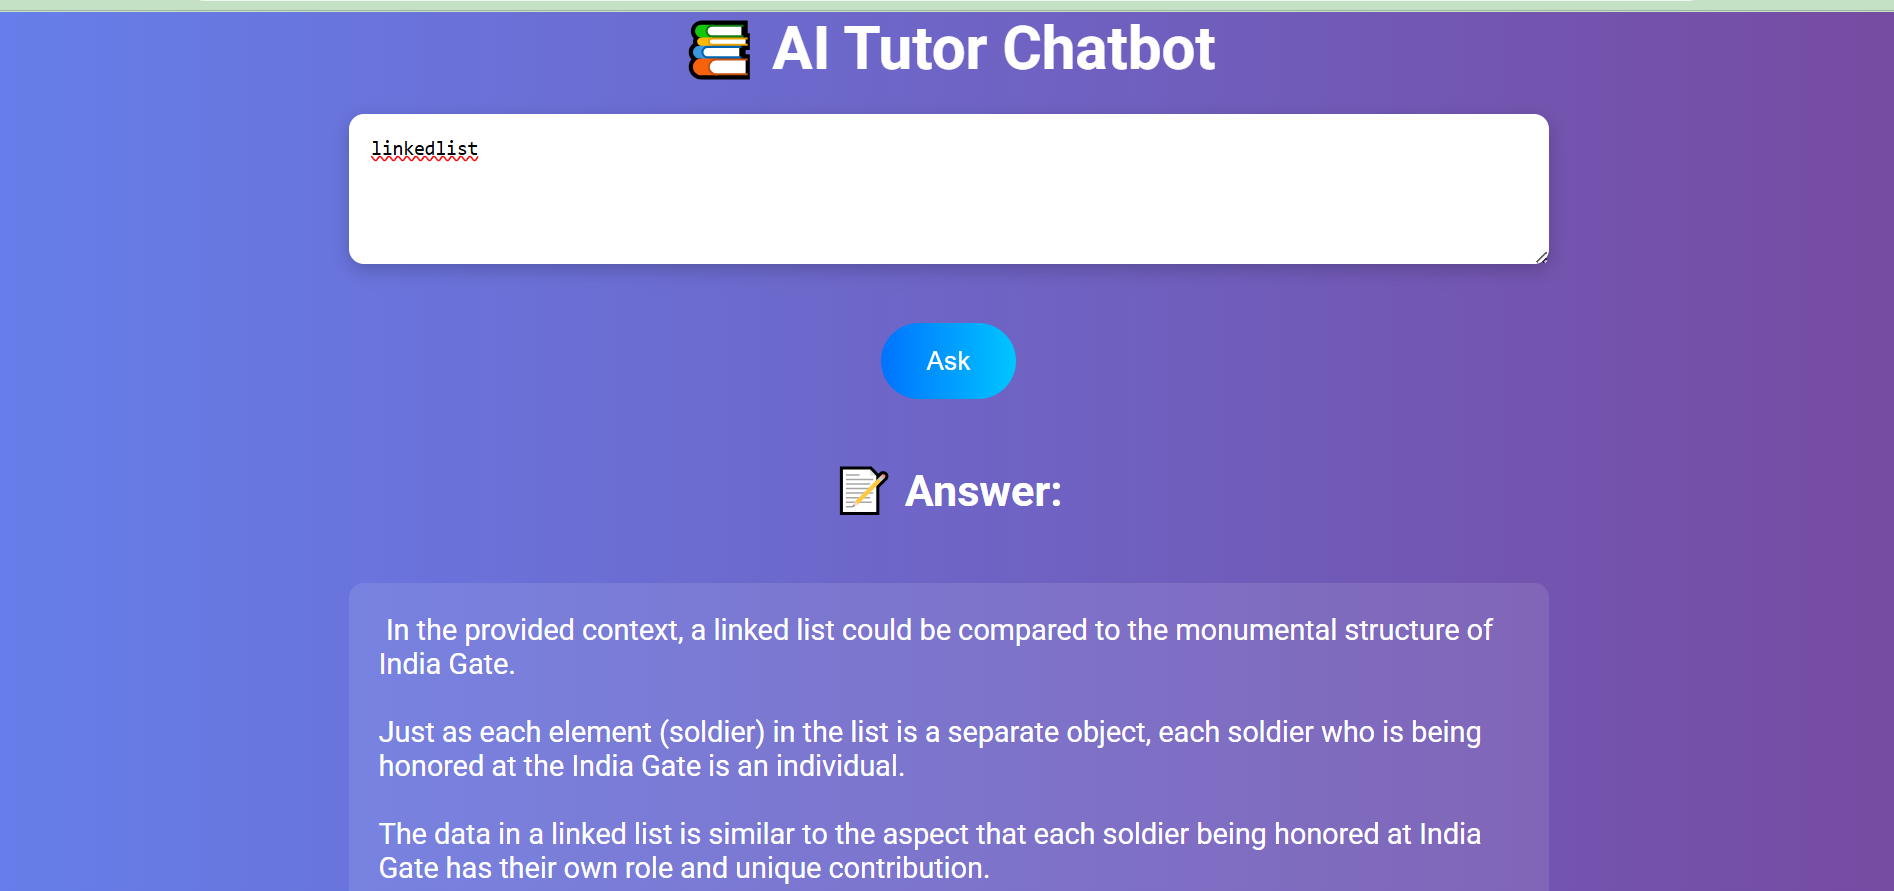 AI Tutor Chatbot
linkedlist
Ask
Answer:
In the provided context, a linked list could be compared to the monumental structure of
India Gate.
Just as each element (soldier) in the list is a separate object, each soldier who is being
honored at the India Gate is an individual.
The data in a linked list is similar to the aspect that each soldier being honored at India
Gate has their own role and unique contribution.